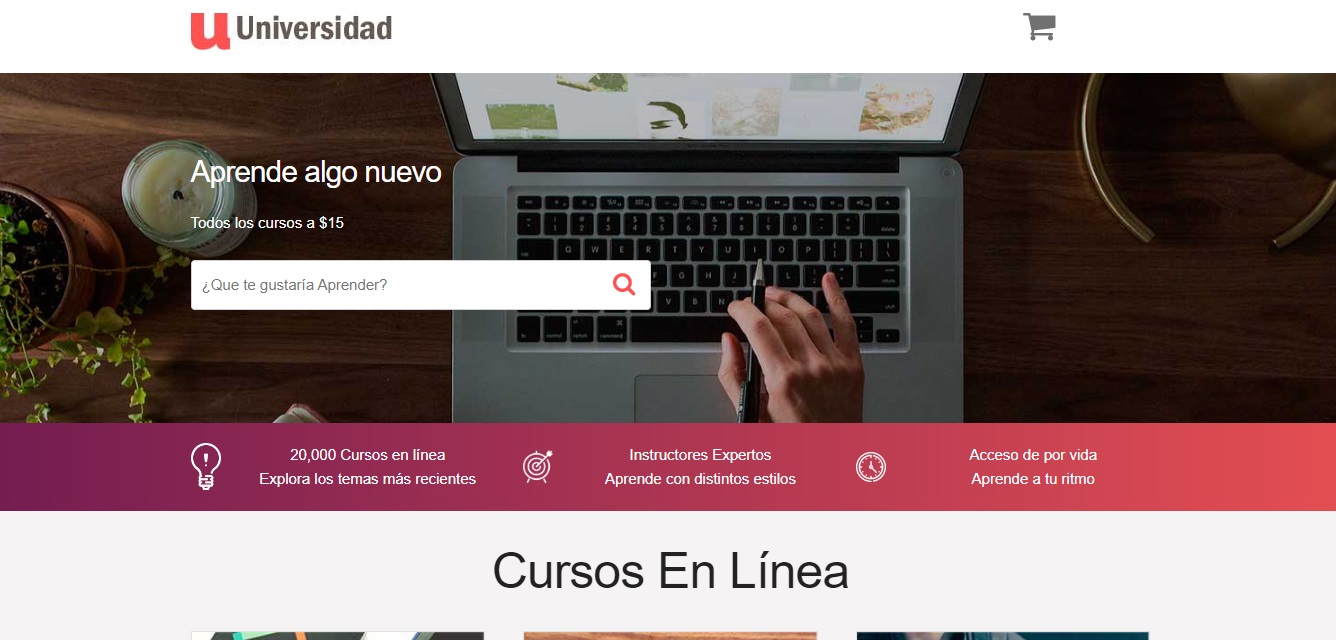 Universidad
Aprende algo nuevo
Todos los cursos a $15
¿Que te gustaría Aprender?
20,000 Cursos en línea
Explora los temas más recientes
Instructores Expertos
Aprende con distintos estilos
Acceso de por vida
Aprende a tu ritmo
Cursos En Línea